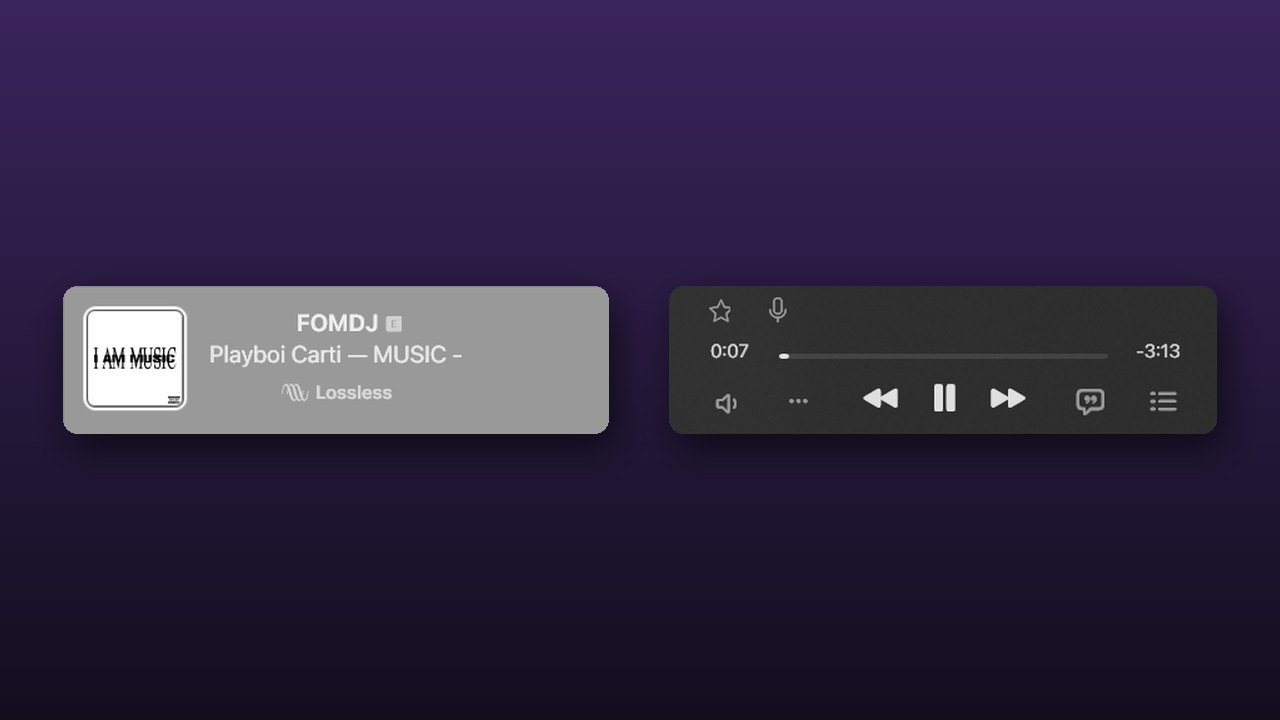 I AM MUSIC
FOMDJ E
Playboi Carti — MUSIC -
Lossless
0:07
-3:13